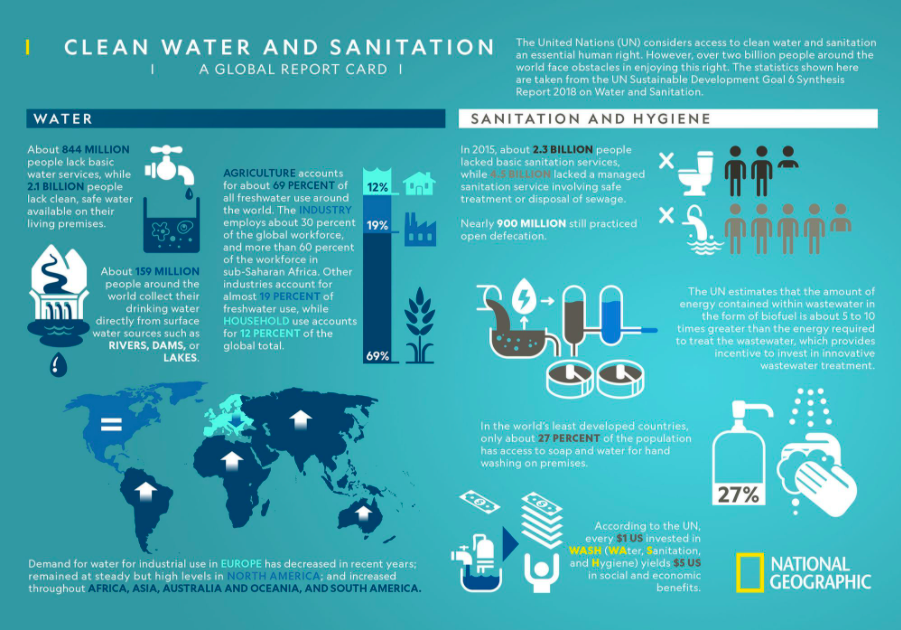 CLEAN WATER AND SANITATION
A GLOBAL REPORT CARD
The United Nations (UN) considers access to clean water and sanitation
an essential human right. However, over two billion people around the
world face obstacles in enjoying this right. The statistics shown here
are taken from the UN Sustainable Development Goal 6 Synthesis
Report 2018 on Water and Sanitation.
WATER
About 844 MILLION
people lack basic
water services, while
2.1 BILLION people
lack clean, safe water
available on their
living premises.
About 159 MILLION
people around the
world collect their
drinking water
directly from surface
water sources such as
RIVERS, DAMS, or
LAKES.
AGRICULTURE accounts
for about 69 PERCENT of
all freshwater use around
the world. The INDUSTRY
employs about 30 percent
of the global workforce,
and more than 60 percent
of the workforce in
sub-Saharan Africa. Other
industries account for
almost 19 PERCENT of
freshwater use, while
HOUSEHOLD use accounts
for 12 PERCENT of the
global total.
12%
19%
69%
=
Demand for water for industrial use in EUROPE has decreased in recent years;
remained at steady but high levels in NORTH AMERICA; and increased
throughout AFRICA, ASIA, AUSTRALIA AND OCEANIA, AND SOUTH AMERICA.
SANITATION AND HYGIENE
In 2015, about 2.3 BILLION people
lacked basic sanitation services,
while 4.5 BILLION lacked a managed
sanitation service involving safe
treatment or disposal of sewage.
Nearly 900 MILLION still practiced
open defecation.
The UN estimates that the amount of
energy contained within wastewater in
the form of biofuel is about 5 to 10
times greater than the energy required
to treat the wastewater, which provides
incentive to invest in innovative
wastewater treatment.
In the world's least developed countries,
only about 27 PERCENT of the population
has access to soap and water for hand
washing on premises.
27%
According to the UN,
every $1 US invested in
WASH (WAter, Sanitation,
and Hygiene) yields $5 US
in social and economic
benefits.
NATIONAL
GEOGRAPHIC